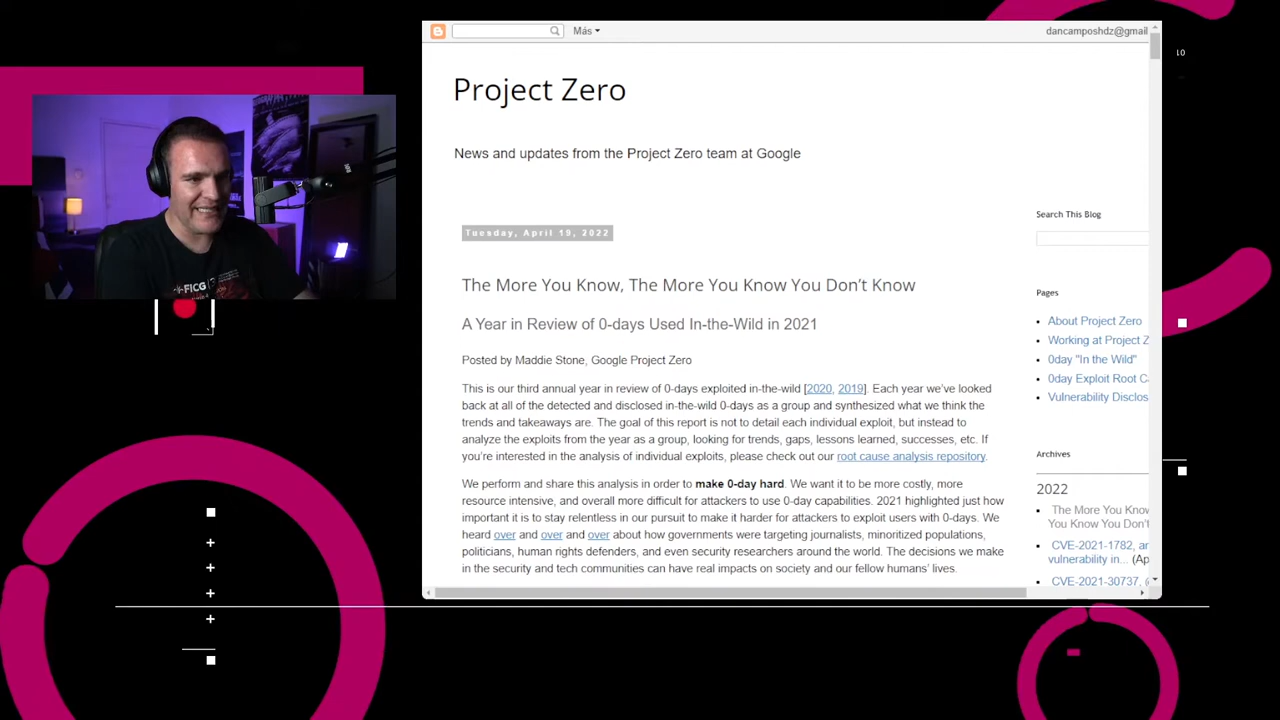 Más
dancamposhdz@gmail
Project Zero
News and updates from the Project Zero team at Google
Search This Blog
Tuesday, April 19, 2022
The More You Know, The More You Know You Don’t Know
Pages
About Project Zero
A Year in Review of 0-days Used In-the-Wild in 2021
Working at Project Z
0day "In the Wild"
Posted by Maddie Stone, Google Project Zero
0day Exploit Root C
Vulnerability Disclos
This is our third annual year in review of 0-days exploited in-the-wild [2020, 2019]. Each year we’ve looked
back at all of the detected and disclosed in-the-wild 0-days as a group and synthesized what we think the
trends and takeaways are. The goal of this report is not to detail each individual exploit, but instead to
analyze the exploits from the year as a group, looking for trends, gaps, lessons learned, successes, etc. If
you’re interested in the analysis of individual exploits, please check out our root cause analysis repository.
Archives
We perform and share this analysis in order to make 0-day hard. We want it to be more costly, more
resource intensive, and overall more difficult for attackers to use 0-day capabilities. 2021 highlighted just how
important it is to stay relentless in our pursuit to make it harder for attackers to exploit users with 0-days. We
heard over and over and over about how governments were targeting journalists, minoritized populations,
politicians, human rights defenders, and even security researchers around the world. The decisions we make
in the security and tech communities can have real impacts on society and our fellow humans’ lives.
2022
The More You Know
You Know You Don’t
CVE-2021-1782, an
vulnerability in... (Ap
CVE-2021-30737,
FICG
10